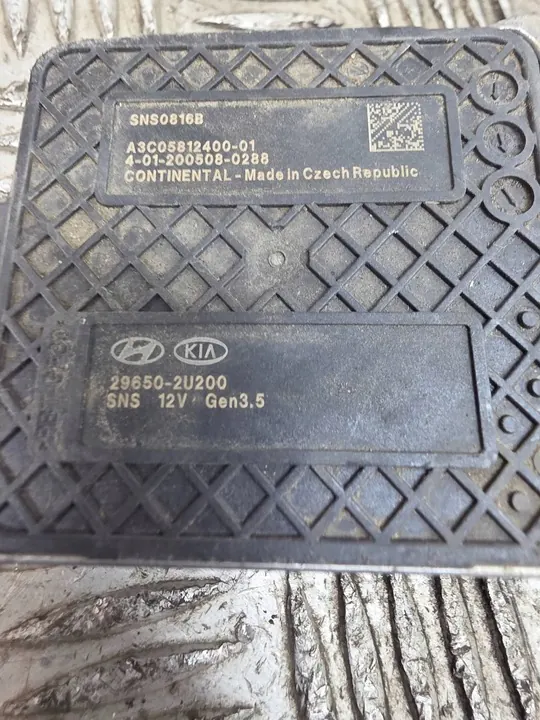 SNS0816B
A3C05812400-01
4-01-200508-0288
CONTINENTAL - Made in Czech Republic
KIA
29650-2U200
SNS 12V Gen3.5